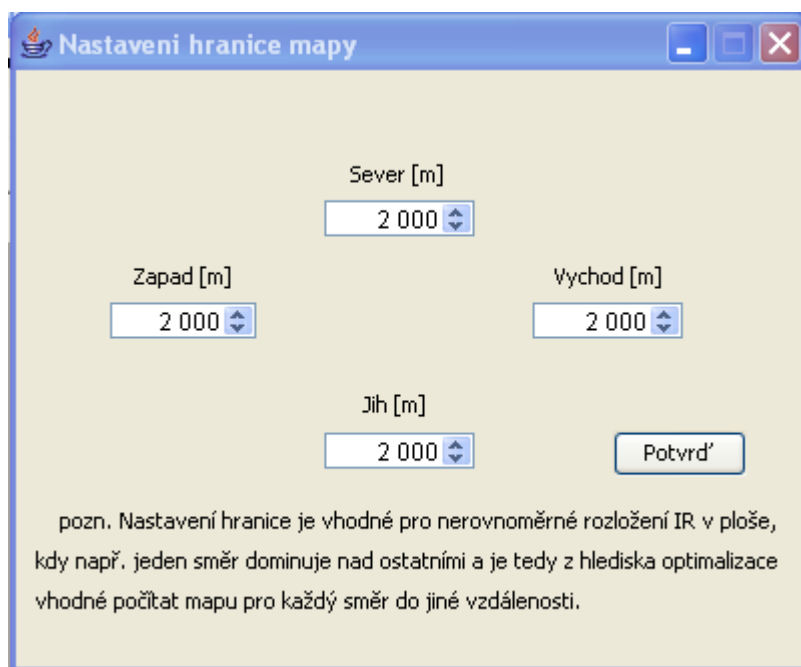 Nastaveni hranice mapy
Sever [m]
2 000
Zapad [m]
Vychod [m]
2 000
2 000
Jih [m]
2 000
Potvrď
pozn. Nastavení hranice je vhodné pro nerovnoměrné rozložení IR v ploše,
kdy např. jeden směr dominuje nad ostatními a je tedy z hlediska optimalizace
vhodné počítat mapu pro každý směr do jiné vzdálenosti.